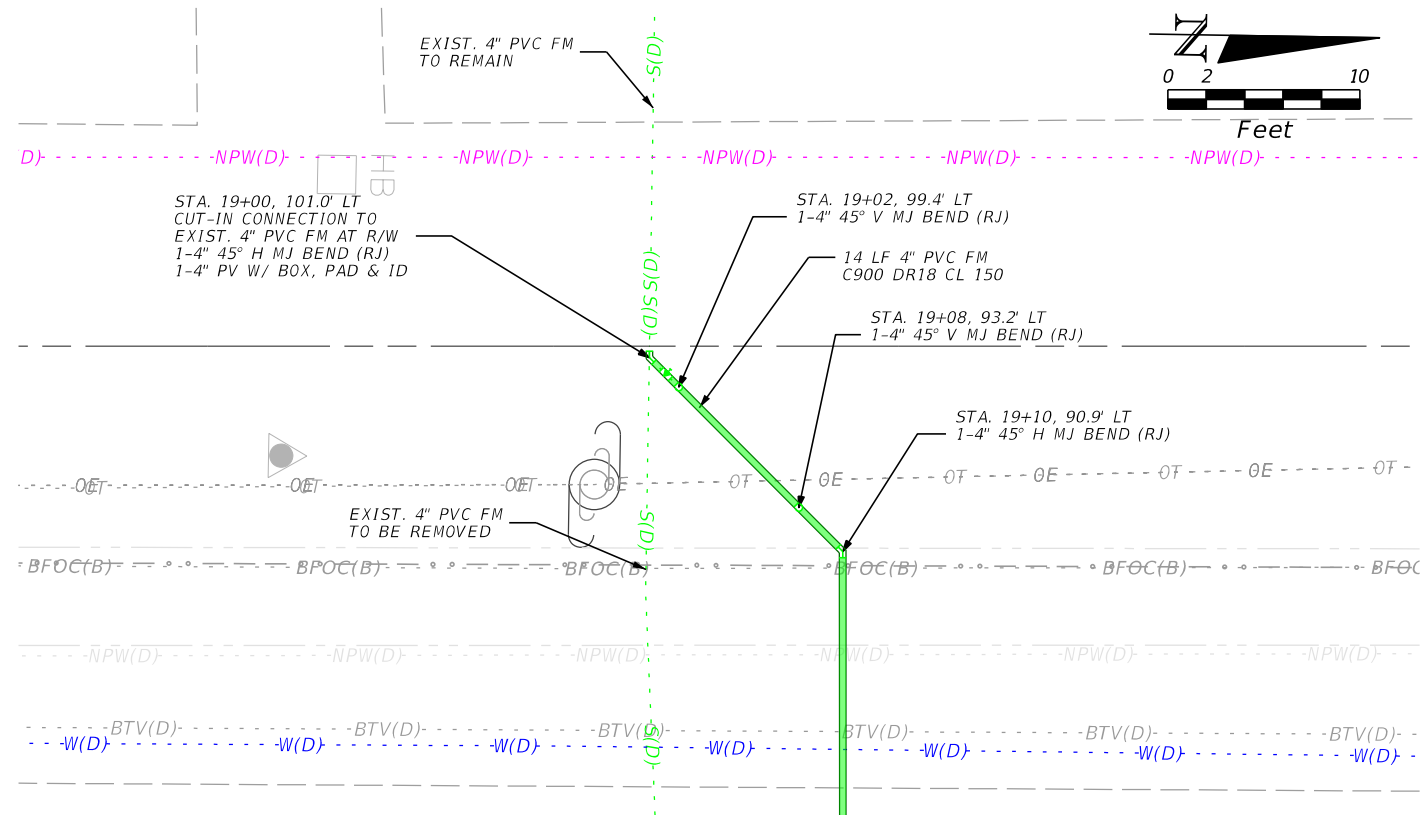 EXIST. 4" PVC FM
TO REMAIN
S(D)
N
0 2 10
Feet
D) NPW(D) NPW(D) NPW(D) NPW(D) NPW(D)
HB
STA. 19+00, 101.0' LT
CUT-IN CONNECTION TO
EXIST. 4" PVC FM AT R/W
1-4" 45° H MJ BEND (RJ)
1-4" PV W/ BOX, PAD & ID
STA. 19+02, 99.4' LT
1-4" 45° V MJ BEND (RJ)
14 LF 4" PVC FM
C900 DR18 CL 150
S(D)
S(D)
STA. 19+08, 93.2' LT
1-4" 45° V MJ BEND (RJ)
STA. 19+10, 90.9' LT
1-4" 45° H MJ BEND (RJ)
OE OT OE OT OE OT OE OT OE OT OE OT OE OT
EXIST. 4" PVC FM
TO BE REMOVED
S(D)
BFOC(B) BFOC(B) BFOC(B) BFOC(B) BFOC(B) BFOC
NPW(D) NPW(D) NPW(D) NPW(D) NPW(D) NPW(D)
BTV(D) BTV(D) BTV(D) BTV(D) BTV(D) BTV(D)
S(D)
W(D) W(D) W(D) W(D) W(D) W(D) W(D)